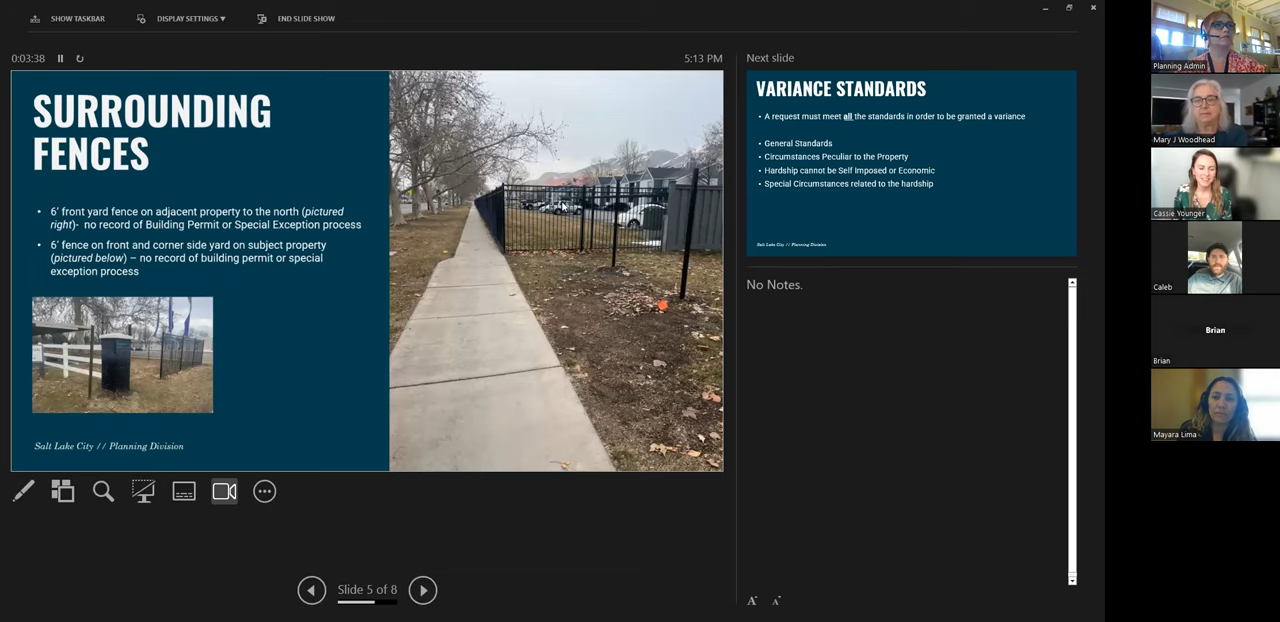 SHOW TASKBAR
DISPLAY SETTINGS ▼
END SLIDE SHOW
0:03:38
5:13 PM
SURROUNDING
FENCES
• 6' front yard fence on adjacent property to the north (pictured
right)- no record of Building Permit or Special Exception process
• 6' fence on front and corner side yard on subject property
(pictured below) – no record of building permit or special
exception process
Salt Lake City // Planning Division
Slide 5 of 8
Next slide
VARIANCE STANDARDS
• A request must meet all the standards in order to be granted a variance
• General Standards
• Circumstances Peculiar to the Property
• Hardship cannot be Self Imposed or Economic
• Special Circumstances related to the hardship
Salt Lake City // Planning Division
No Notes.
A A
Planning Admin
Mary J Woodhead
Cassie Younger
Caleb
Brian
Brian
Mayara Lima